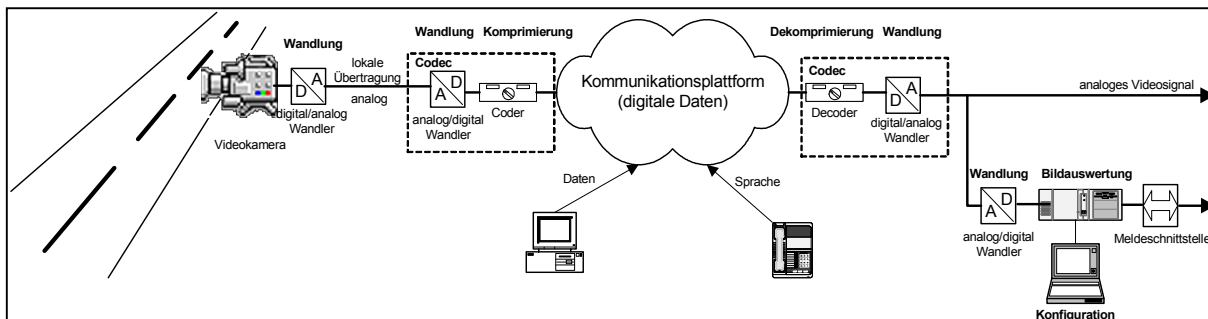 Wandlung
D A
digital/analog
Wandler
Videokamera
lokale
Übertragung
analog
Wandlung
Komprimierung
Codec
A D
analog/digital
Wandler
Coder
Kommunikationsplattform
(digitale Daten)
Daten
Sprache
Dekomprimierung
Wandlung
Codec
Decoder
D A
digital/analog
Wandler
analoges Videosignal
Wandlung
Bildauswertung
A D
analog/digital
Wandler
Meldeschnittstelle
Konfiguration